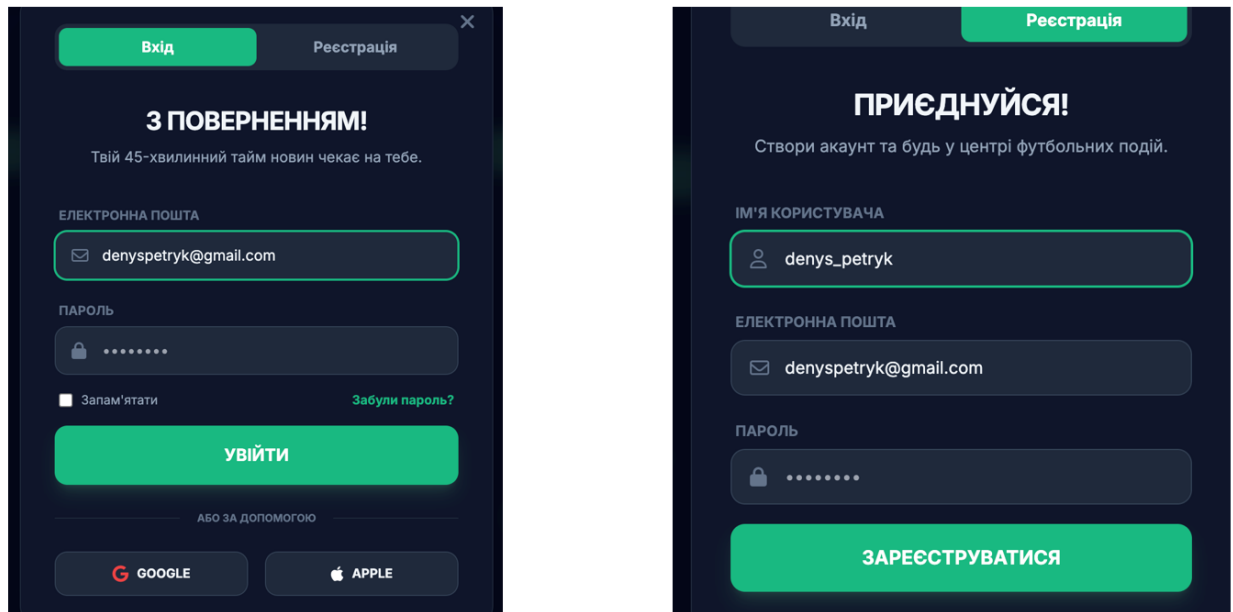 Вхід
Реєстрація
З ПОВЕРНЕННЯМ!
Твій 45-хвилинний тайм новин чекає на тебе.
ЕЛЕКТРОННА ПОШТА
denyspetryk@gmail.com
ПАРОЛЬ
••••••••
Запам'ятати
Забули пароль?
УВІЙТИ
АБО ЗА ДОПОМОГОЮ
GOOGLE
APPLE
Вхід
Реєстрація
ПРИЄДНУЙСЯ!
Створи акаунт та будь у центрі футбольних подій.
ІМ'Я КОРИСТУВАЧА
denys_petryk
ЕЛЕКТРОННА ПОШТА
denyspetryk@gmail.com
ПАРОЛЬ
••••••••
ЗАРЕЄСТРУВАТИСЯ